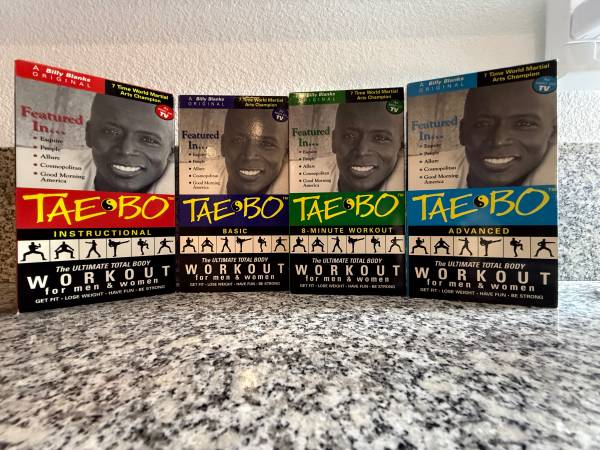 A Billy Blanks
ORIGINAL
7 Time World Martial
Arts Champion
TV
Featured
In...
• Esquire
• People
• Allure
• Cosmopolitan
• Good Morning
America
TAE BO™
INSTRUCTIONAL
The ULTIMATE TOTAL BODY
WORKOUT
for men & women
GET FIT • LOSE WEIGHT • HAVE FUN • BE STRONG
A Billy Blanks
ORIGINAL
7 Time World Martial
Arts Champion
Featured
In...
• Esquire
• People
• Allure
• Cosmopolitan
• Good Morning
America
TAE BO™
BASIC
The ULTIMATE TOTAL BODY
WORKOUT
for men & women
GET FIT • LOSE WEIGHT • HAVE FUN • BE STRONG
A Billy Blanks
ORIGINAL
7 Time World Martial
Arts Champion
TV
Featured
In...
• Esquire
• People
• Allure
• Cosmopolitan
• Good Morning
America
TAE BO™
8-MINUTE WORKOUT
The ULTIMATE TOTAL BODY
WORKOUT
for men & women
GET FIT • LOSE WEIGHT • HAVE FUN • BE STRONG
A Billy Blanks
ORIGINAL
7 Time World Martial
Arts Champion
TV
Featured
In...
• Esquire
• People
• Allure
• Cosmopolitan
• Good Morning
America
TAE BO™
ADVANCED
The ULTIMATE TOTAL BODY
WORKOUT
for men & women
GET FIT • LOSE WEIGHT • HAVE FUN • BE STRONG